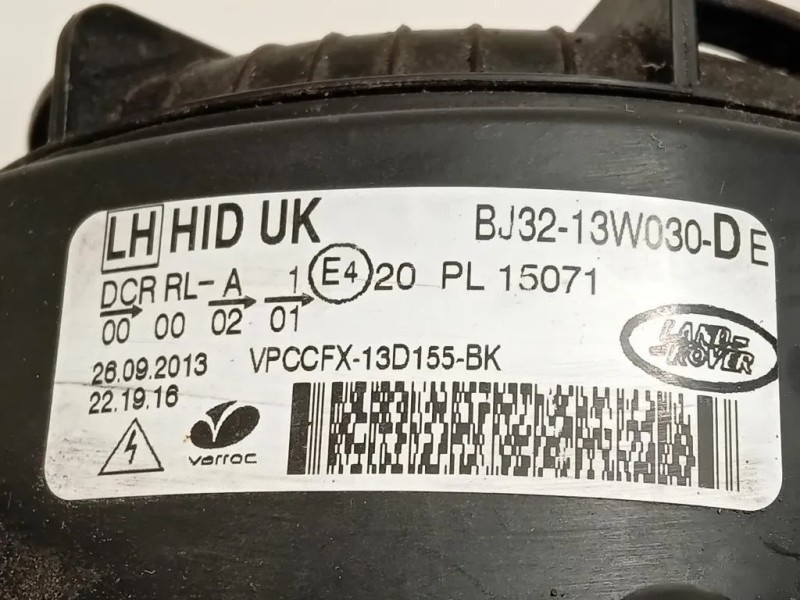 LH HID UK BJ32-13W030-DE
DCR RL- A 1 E4 20 PL 15071
00 00 02 01
LAND-
-ROVER
26.09.2013 VPCCFX-13D155-BK
22.19.16
varroc